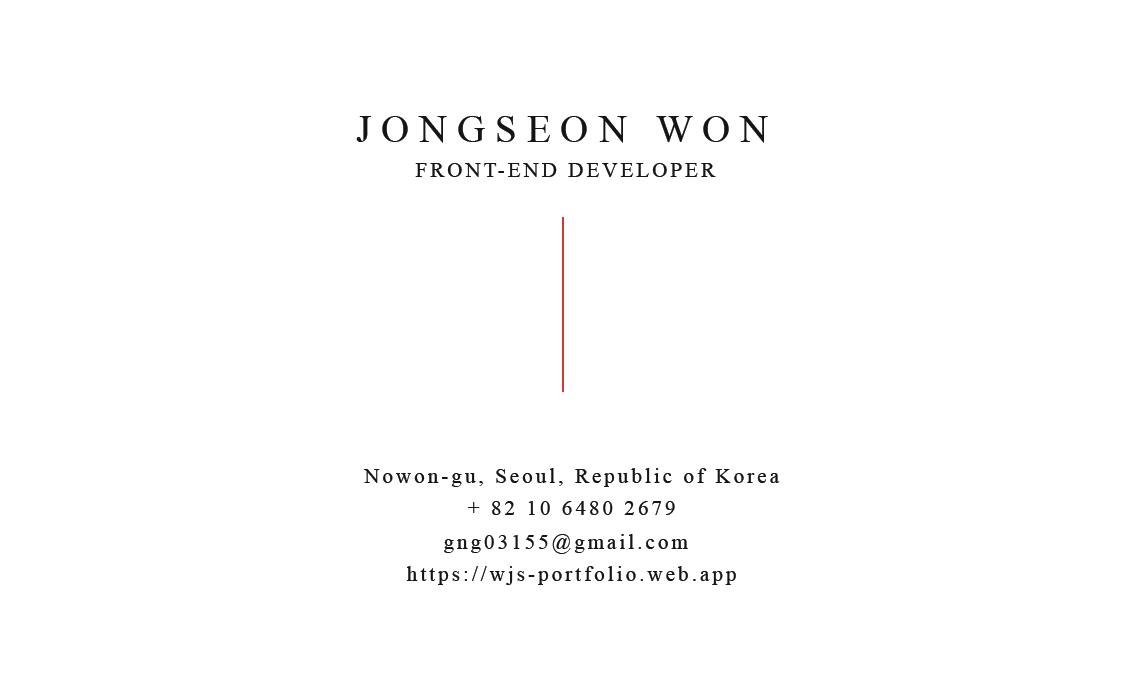 JONGSEON WON
FRONT-END DEVELOPER
Nowon-gu, Seoul, Republic of Korea
+ 82 10 6480 2679
gng03155@gmail.com
https://wjs-portfolio.web.app